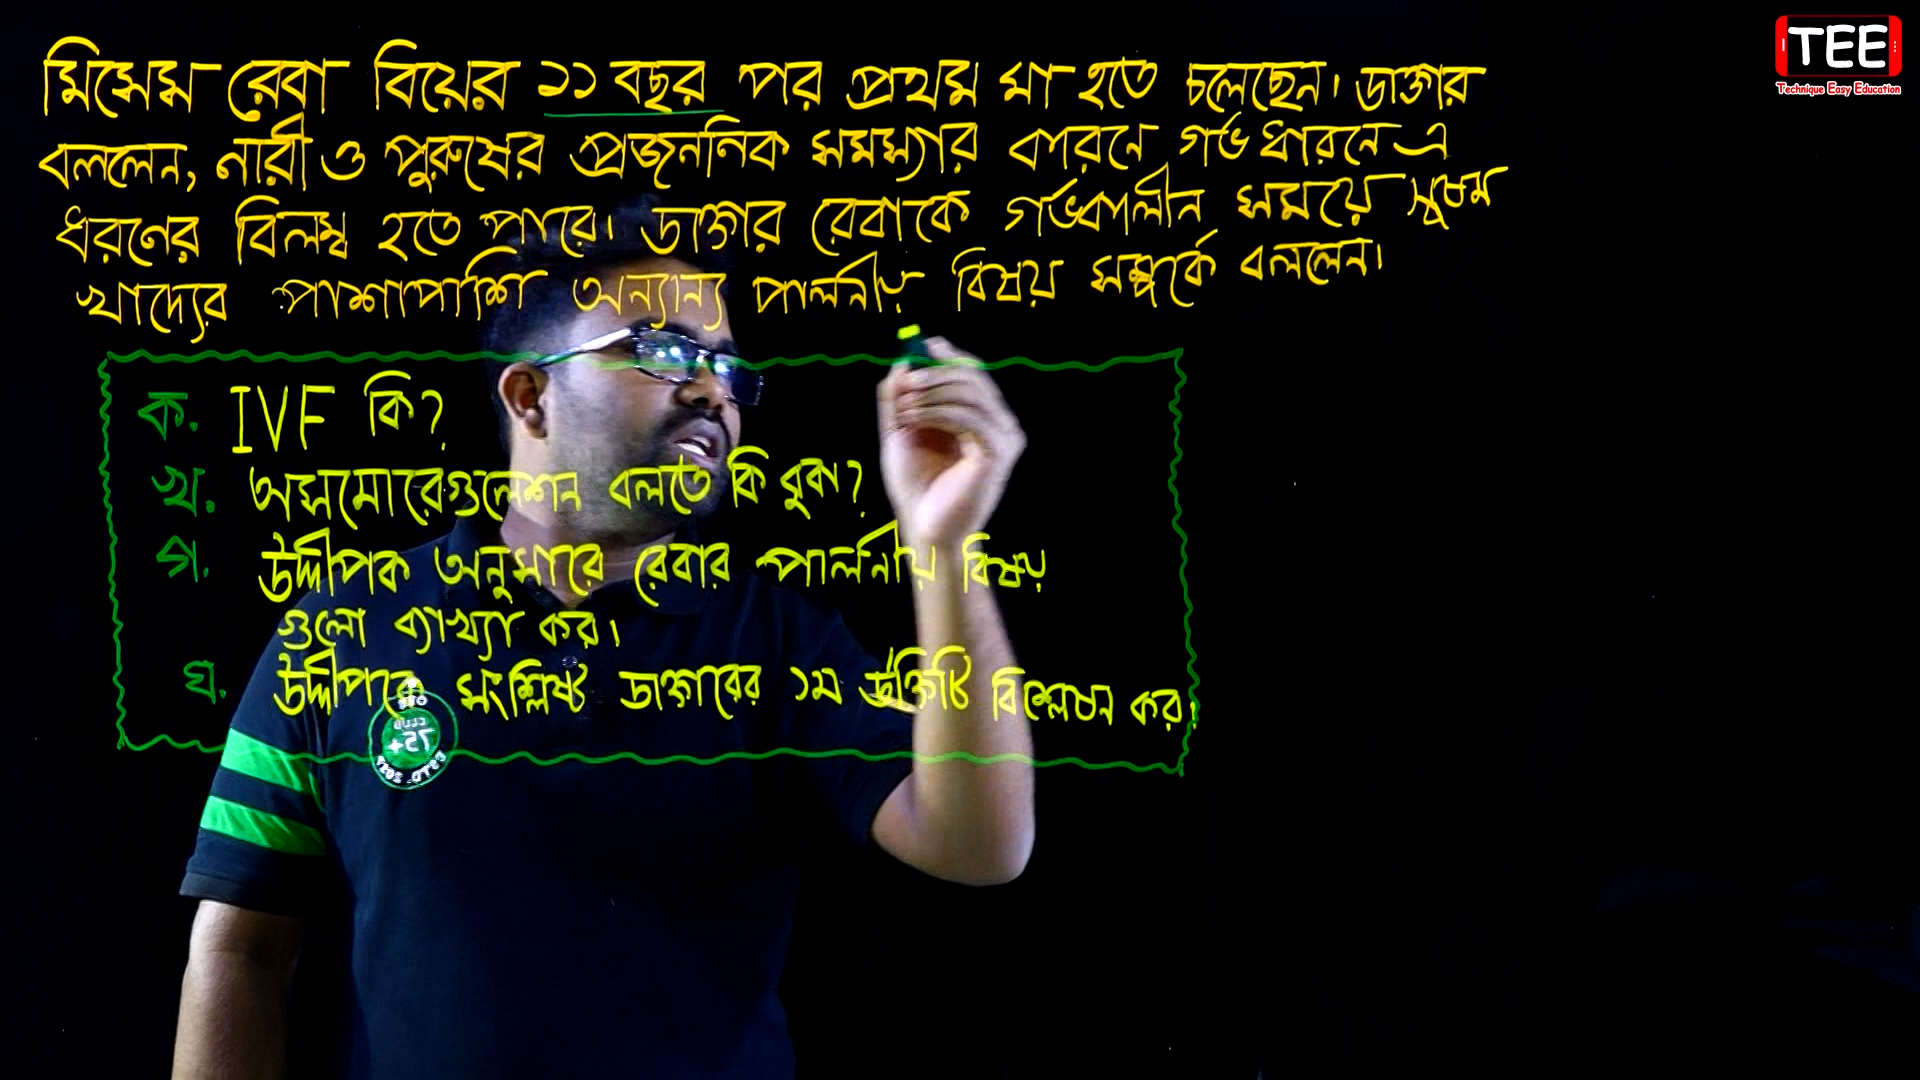 TEE
Technique Easy Education
মিসেস রেবা বিয়ের ১১ বছর পর প্রথম মা হতে চলেছেন। ডাক্তার
বললেন, নারী ও পুরুষের প্রজননিক সমস্যার কারনে গর্ভধারনে এ
ধরণের বিলম্ব হতে পারে। ডাক্তার রেবাকে গর্ভকালীন সময়ে সুষম
খাদ্যের পাশাপাশি অন্যান্য পালনীয় বিষয় সম্পর্কে বললেন।
ক. IVF কি?
খ. অসমোরেগুলেশন বলতে কি বুঝ?
গ. উদ্দীপক অনুসারে রেবার পালনীয় বিষয়
গুলো ব্যাখ্যা কর।
ঘ. উদ্দীপকে সংশ্লিষ্ট ডাক্তারের ১ম উক্তিটি বিশ্লেষন কর।
75+